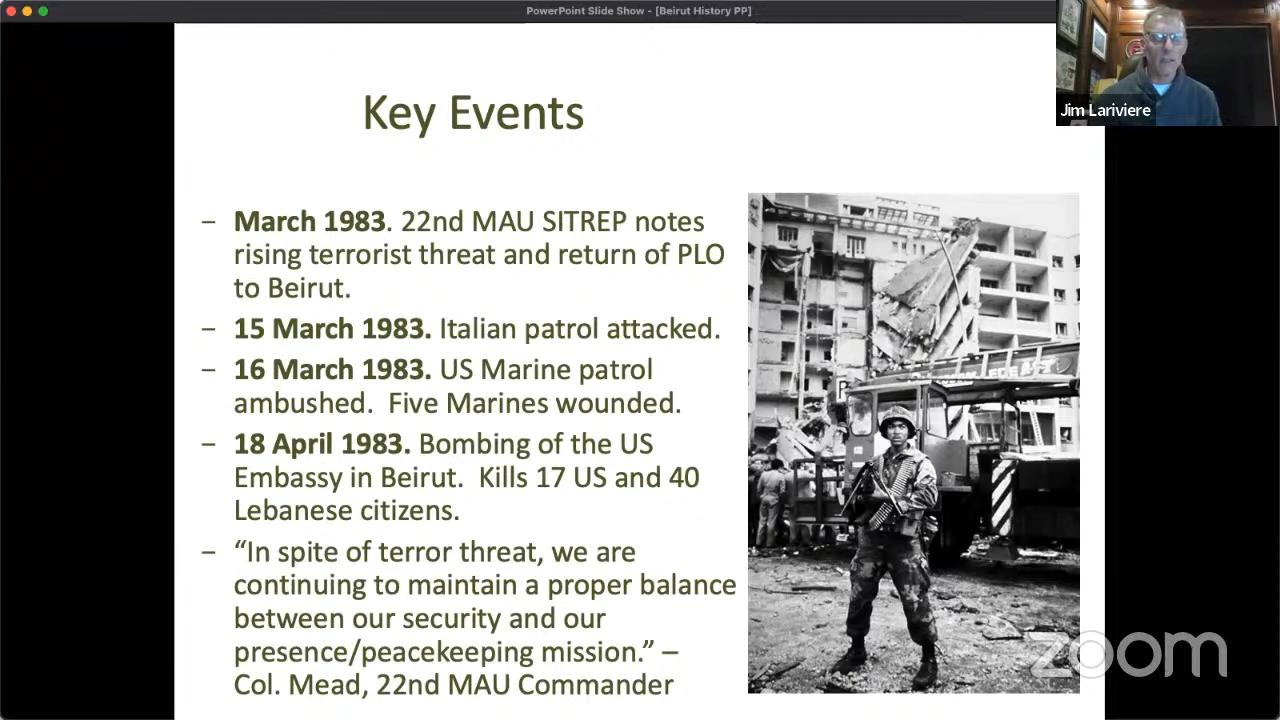 PowerPoint Slide Show - [Beirut History PP]
Jim Lariviere
Key Events
– March 1983. 22nd MAU SITREP notes
rising terrorist threat and return of PLO
to Beirut.
– 15 March 1983. Italian patrol attacked.
– 16 March 1983. US Marine patrol
ambushed. Five Marines wounded.
– 18 April 1983. Bombing of the US
Embassy in Beirut. Kills 17 US and 40
Lebanese citizens.
– “In spite of terror threat, we are
continuing to maintain a proper balance
between our security and our
presence/peacekeeping mission.” –
Col. Mead, 22nd MAU Commander
zoom